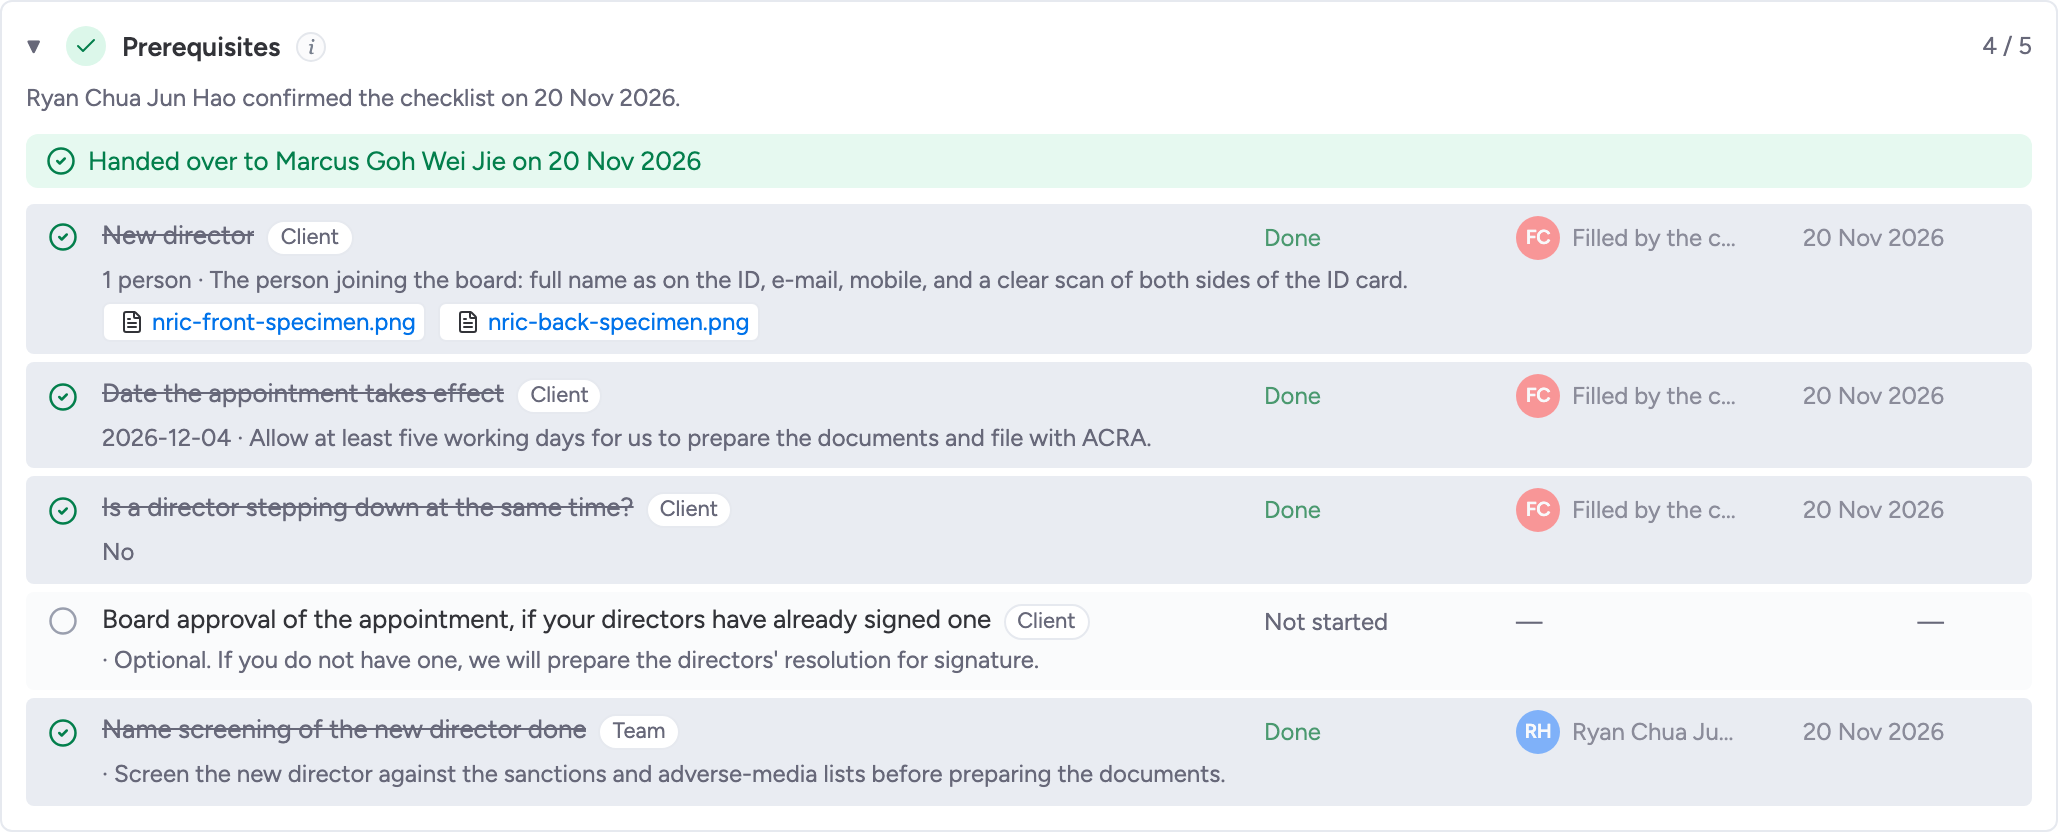 Prerequisites i 4 / 5
Ryan Chua Jun Hao confirmed the checklist on 20 Nov 2026.
Handed over to Marcus Goh Wei Jie on 20 Nov 2026
New director Client Done FC Filled by the c... 20 Nov 2026
1 person · The person joining the board: full name as on the ID, e-mail, mobile, and a clear scan of both sides of the ID card.
nric-front-specimen.png nric-back-specimen.png
Date the appointment takes effect Client Done FC Filled by the c... 20 Nov 2026
2026-12-04 · Allow at least five working days for us to prepare the documents and file with ACRA.
Is a director stepping down at the same time? Client Done FC Filled by the c... 20 Nov 2026
No
Board approval of the appointment, if your directors have already signed one Client Not started — —
· Optional. If you do not have one, we will prepare the directors' resolution for signature.
Name screening of the new director done Team Done RH Ryan Chua Ju... 20 Nov 2026
· Screen the new director against the sanctions and adverse-media lists before preparing the documents.